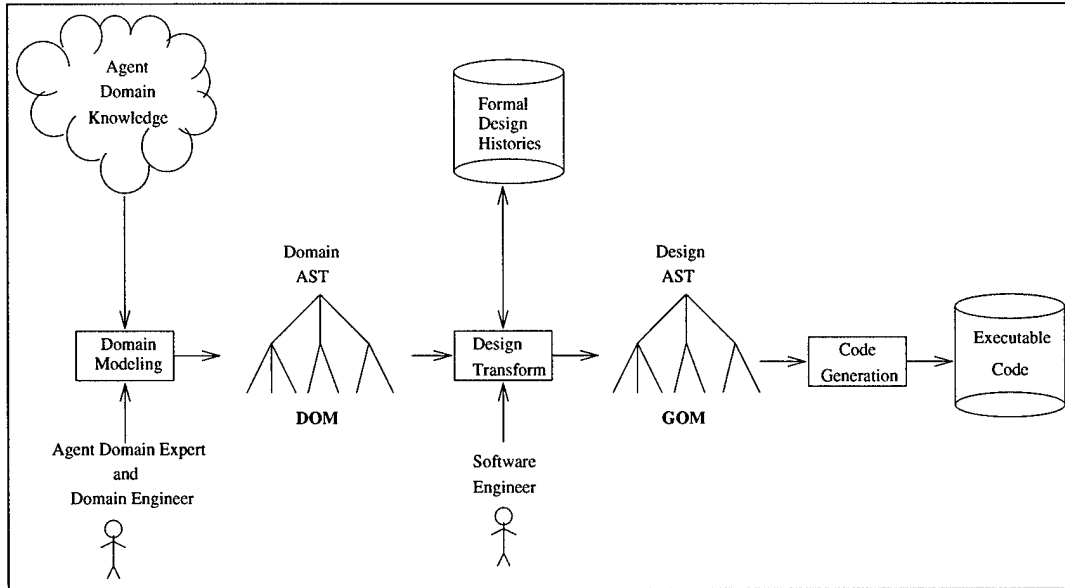 Agent
Domain
Knowledge
Formal
Design
Histories
Domain
AST
Design
AST
Domain
Modeling
Design
Transform
Code
Generation
Executable
Code
DOM
GOM
Agent Domain Expert
and
Domain Engineer
Software
Engineer